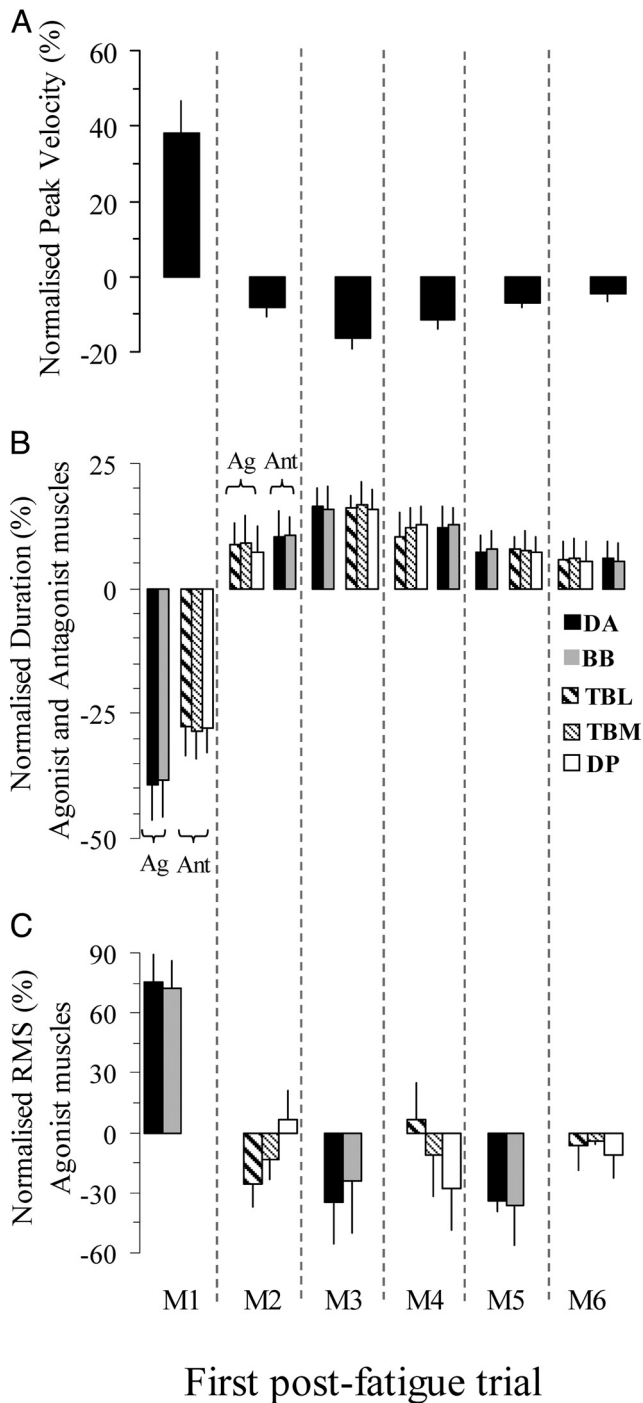 A
Normalised Peak Velocity (%)
60
40
20
0
-20
B
Normalised Duration (%)
Agonist and Antagonist muscles
25
0
-25
-50
Ag
Ant
Ag
Ant
DA
BB
TBL
TBM
DP
C
Normalised RMS (%)
Agonist muscles
90
60
30
0
-30
-60
M1
M2
M3
M4
M5
M6
First post-fatigue trial